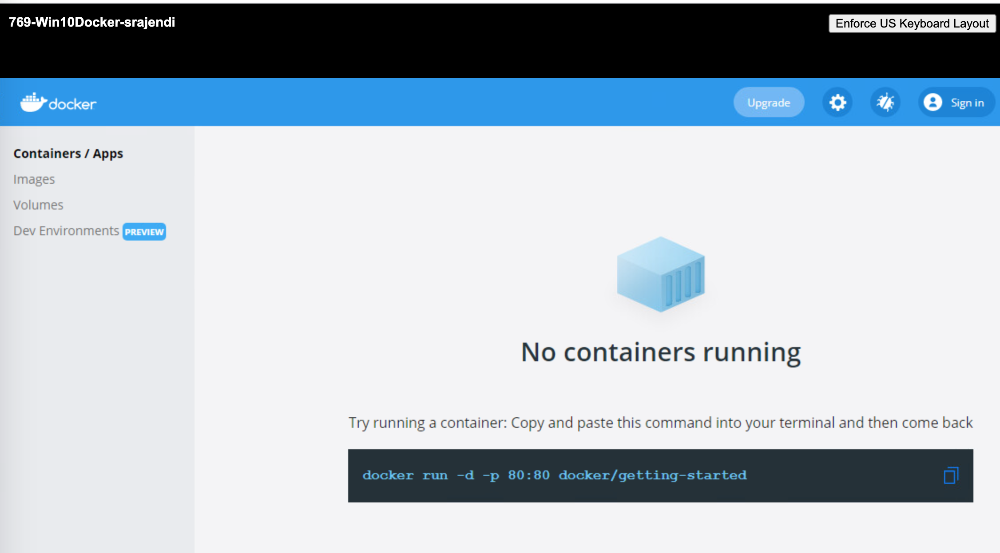 769-Win10Docker-srajendi
Enforce US Keyboard Layout
docker
Upgrade
Sign in
Containers / Apps
Images
Volumes
Dev Environments PREVIEW
No containers running
Try running a container: Copy and paste this command into your terminal and then come back
docker run -d -p 80:80 docker/getting-started